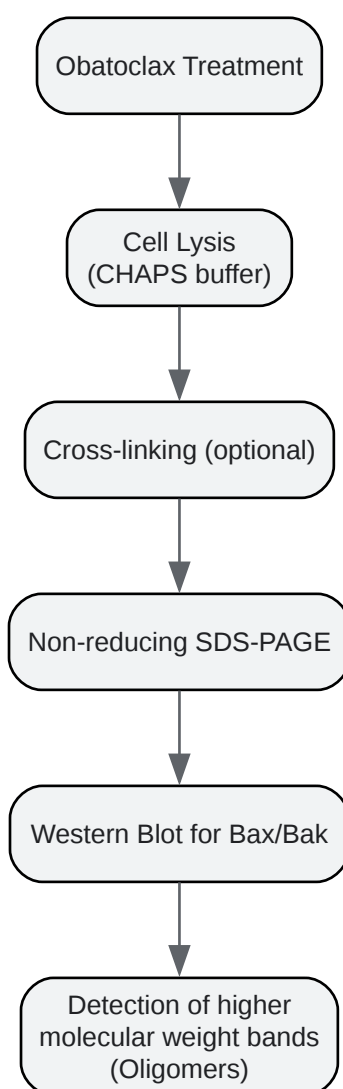 Obatoclax Treatment
Cell Lysis
(CHAPS buffer)
Cross-linking (optional)
Non-reducing SDS-PAGE
Western Blot for Bax/Bak
Detection of higher
molecular weight bands
(Oligomers)